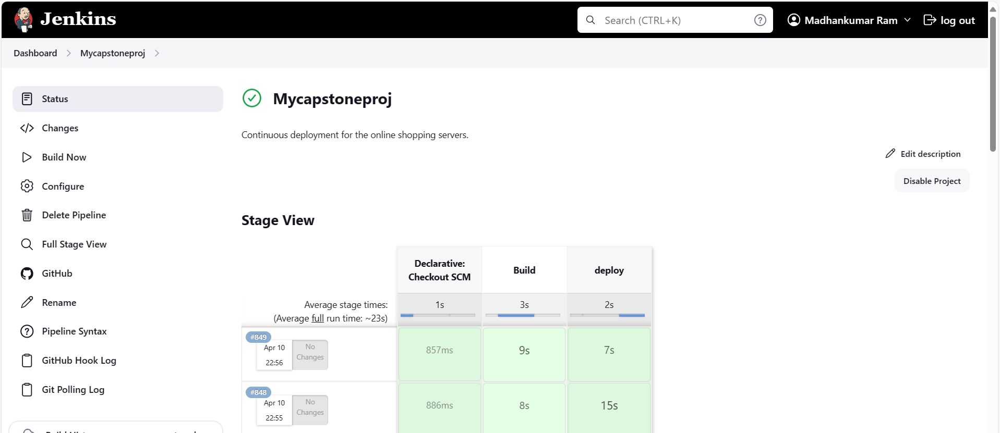 Jenkins
Search (CTRL+K)
Madhankumar Ram
log out
Dashboard
Mycapstoneproj
Status
Changes
Build Now
Configure
Delete Pipeline
Full Stage View
GitHub
Rename
Pipeline Syntax
GitHub Hook Log
Git Polling Log
Mycapstoneproj
Continuous deployment for the online shopping servers.
Edit description
Disable Project
Stage View
Declarative:
Checkout SCM
Build
deploy
Average stage times:
(Average full run time: ~23s)
1s
3s
2s
#849
Apr 10
22:56
No
Changes
857ms
9s
7s
#848
Apr 10
22:55
No
Changes
886ms
8s
15s